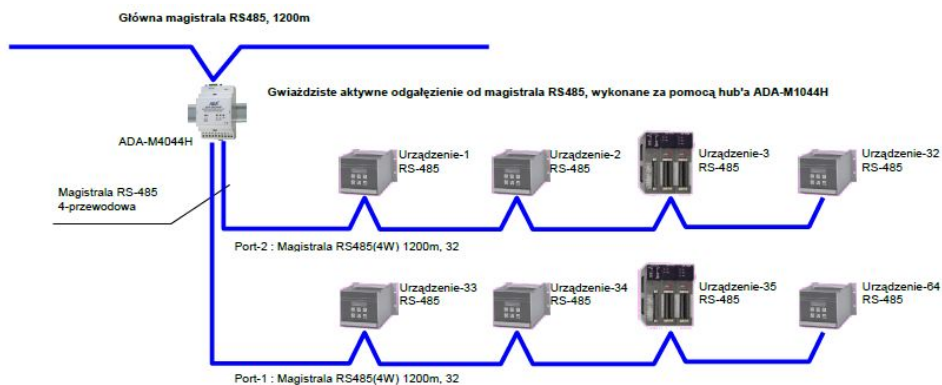 Główna magistrala RS485, 1200m
Gwiaździste aktywne odgałęzienie od magistrala RS485, wykonane za pomocą hub'a ADA-M1044H
ADA-M4044H
Urządzenie-1
RS-485
Urządzenie-2
RS-485
Urządzenie-3
RS-485
Urządzenie-32
RS-485
Magistrala RS-485
4-przewodowa
Port-2 : Magistrala RS485(4W) 1200m, 32
Urządzenie-33
RS-485
Urządzenie-34
RS-485
Urządzenie-35
RS-485
Urządzenie-64
RS-485
Port-1 : Magistrala RS485(4W) 1200m, 32